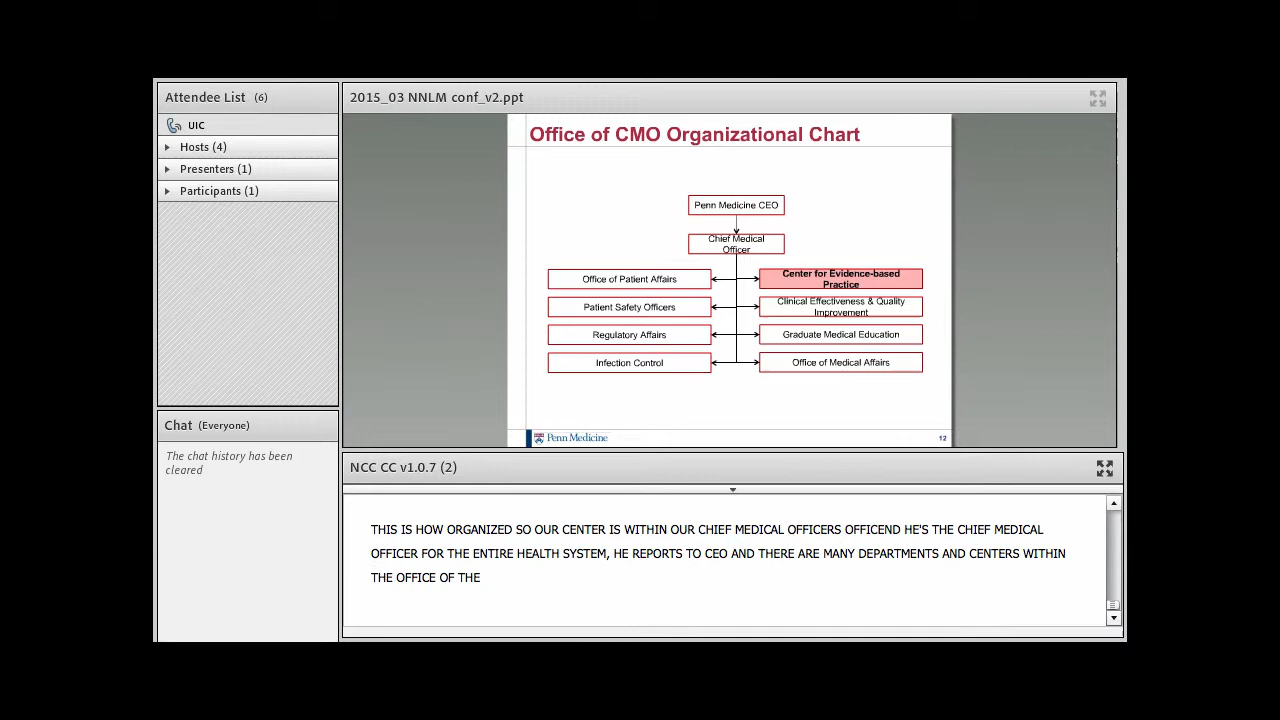 Attendee List (6)
UIC
Hosts (4)
Presenters (1)
Participants (1)
Chat (Everyone)
The chat history has been
cleared
2015_03 NNLM conf_v2.ppt
Office of CMO Organizational Chart
Penn Medicine CEO
Chief Medical
Officer
Office of Patient Affairs
Center for Evidence-based
Practice
Patient Safety Officers
Clinical Effectiveness & Quality
Improvement
Regulatory Affairs
Graduate Medical Education
Infection Control
Office of Medical Affairs
Penn Medicine
12
NCC CC v1.0.7 (2)
THIS IS HOW ORGANIZED SO OUR CENTER IS WITHIN OUR CHIEF MEDICAL OFFICERS OFFICEND HE'S THE CHIEF MEDICAL
OFFICER FOR THE ENTIRE HEALTH SYSTEM, HE REPORTS TO CEO AND THERE ARE MANY DEPARTMENTS AND CENTERS WITHIN
THE OFFICE OF THE